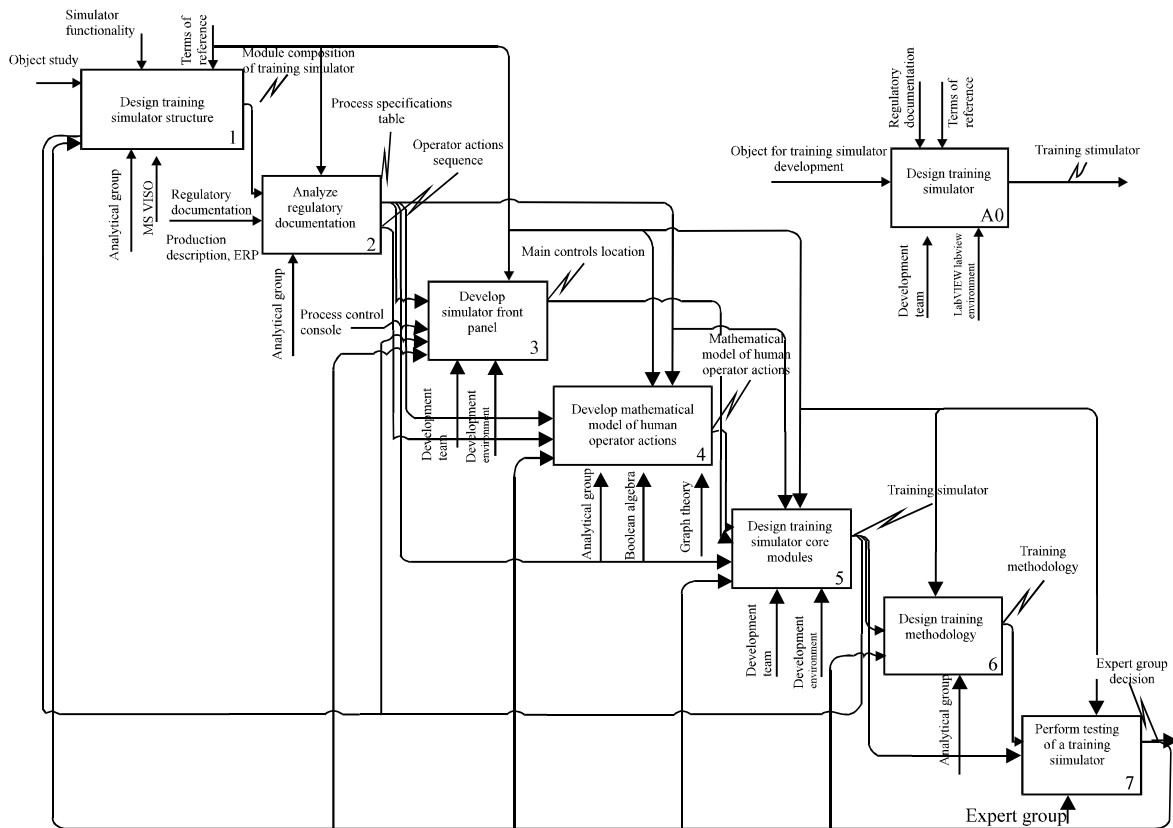 Simulator
functionality
Terms of
reference
Object study
Module composition
of training simulator
Design training
simulator structure
1
Analytical group
MS VISO
Process specifications
table
Operator actions
sequence
Regulatory
documentation
Production
description, ERP
Analyze
regulatory
documentation
2
Analytical group
Regulatory
documentation
Terms of
reference
Object for training simulator
development
Training stimulator
Design training
simulator
A0
Development
team
LabVIEW labview
environment
Main controls location
Process control
console
Develop
simulator front
panel
3
Development
team
Development
environment
Mathematical
model of human
operator actions
Develop mathematical
model of human
operator actions
4
Analytical group
Boolean algebra
Graph theory
Training simulator
Design training
simulator core
modules
5
Development
team
Development
environment
Training
methodology
Design training
methodology
6
Analytical group
Expert group
decision
Perform testing
of a training
siimulator
7
Expert group